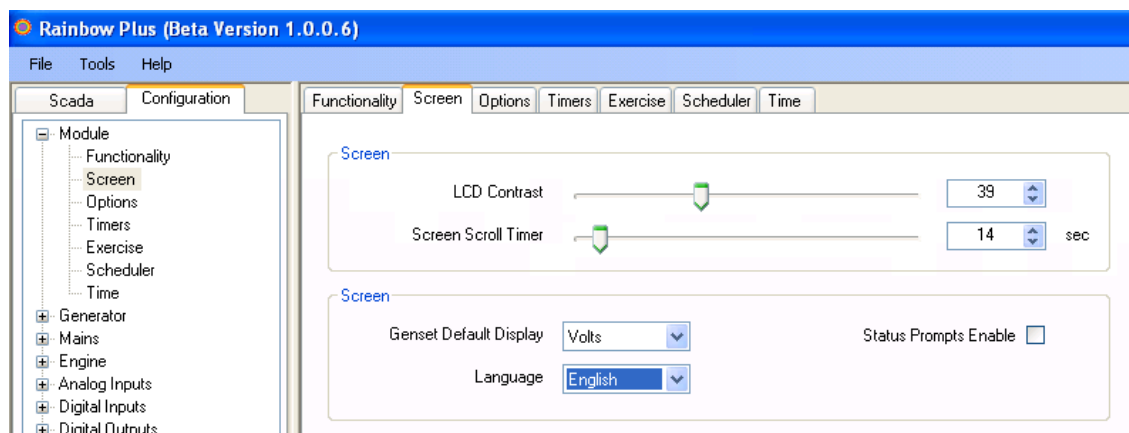 Rainbow Plus (Beta Version 1.0.0.6)
File Tools Help
Scada Configuration
Module
Functionality
Screen
Options
Timers
Exercise
Scheduler
Time
Generator
Mains
Engine
Analog Inputs
Digital Inputs
Digital Outputs
Functionality Screen Options Timers Exercise Scheduler Time
Screen
LCD Contrast 39
Screen Scroll Timer 14 sec
Screen
Genset Default Display Volts Status Prompts Enable
Language English